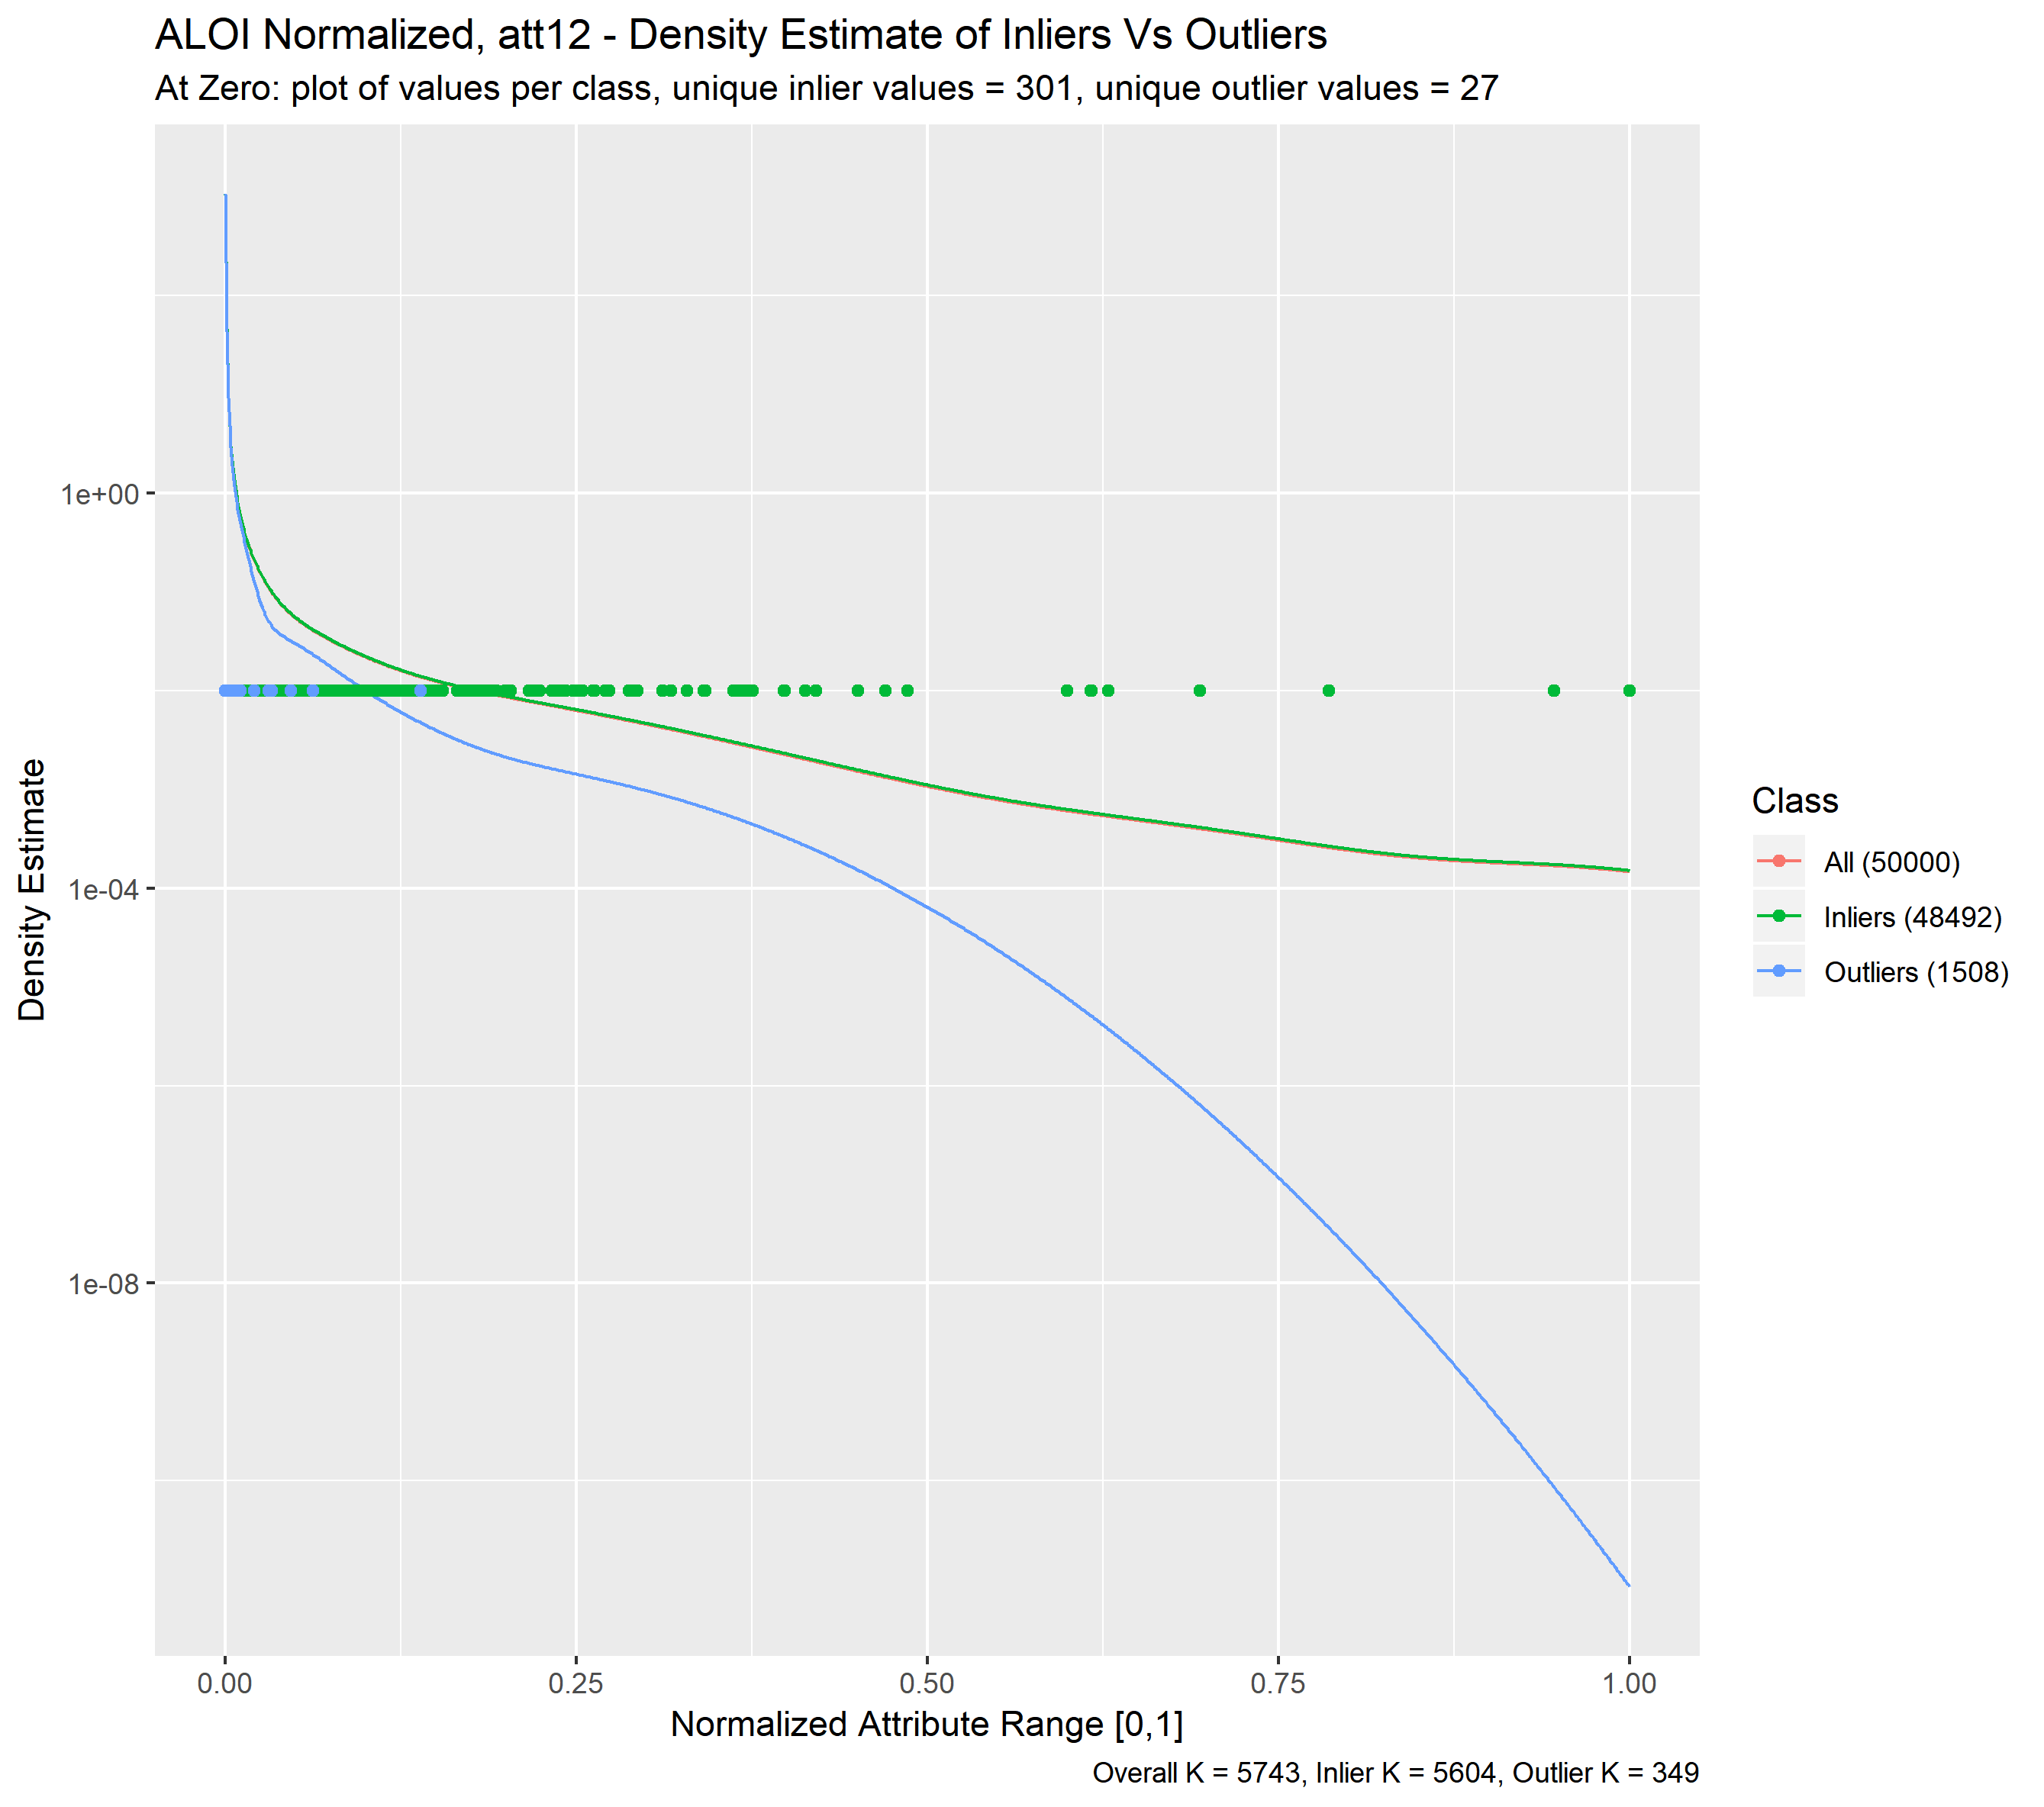 ALOI Normalized, att12 - Density Estimate of Inliers Vs Outliers
At Zero: plot of values per class, unique inlier values = 301, unique outlier values = 27
1e+00
1e-04
1e-08
Density Estimate
0.00
0.25
0.50
0.75
1.00
Normalized Attribute Range [0,1]
Overall K = 5743, Inlier K = 5604, Outlier K = 349
Class
All (50000)
Inliers (48492)
Outliers (1508)